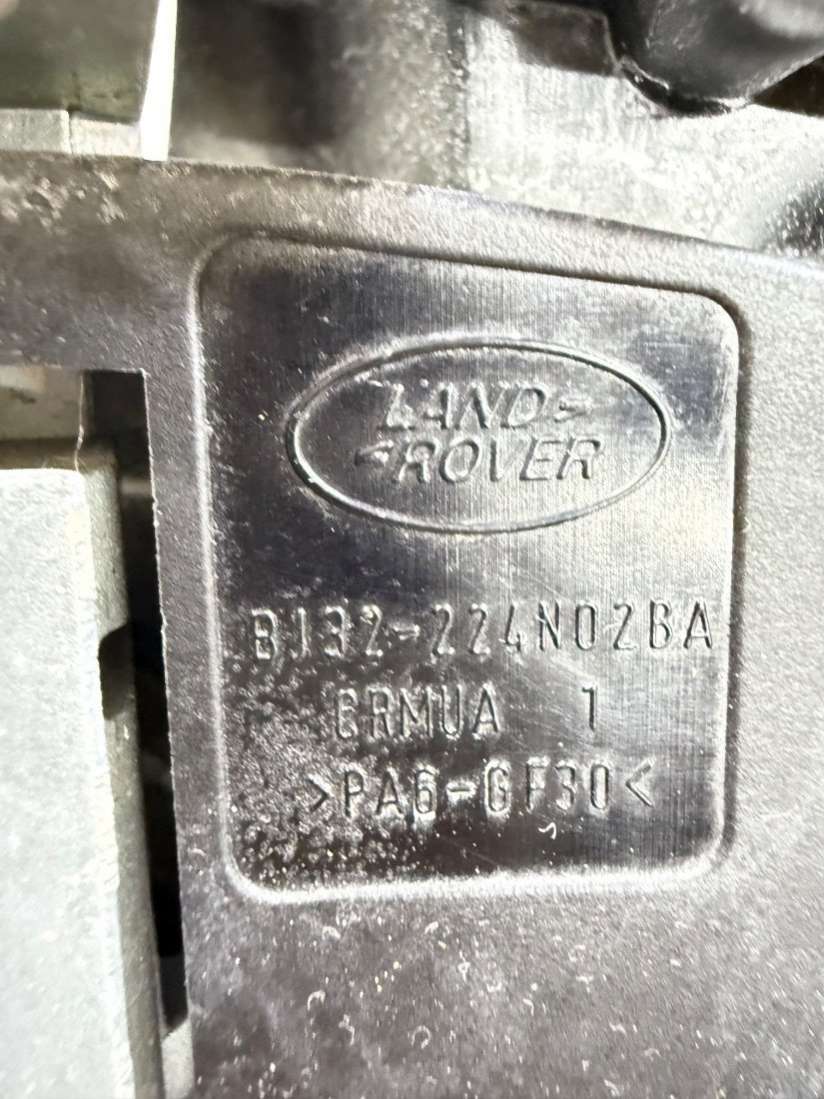 LAND
ROVER
BJ32-224N02BA
CRMUA 1
>PA6-GF30<